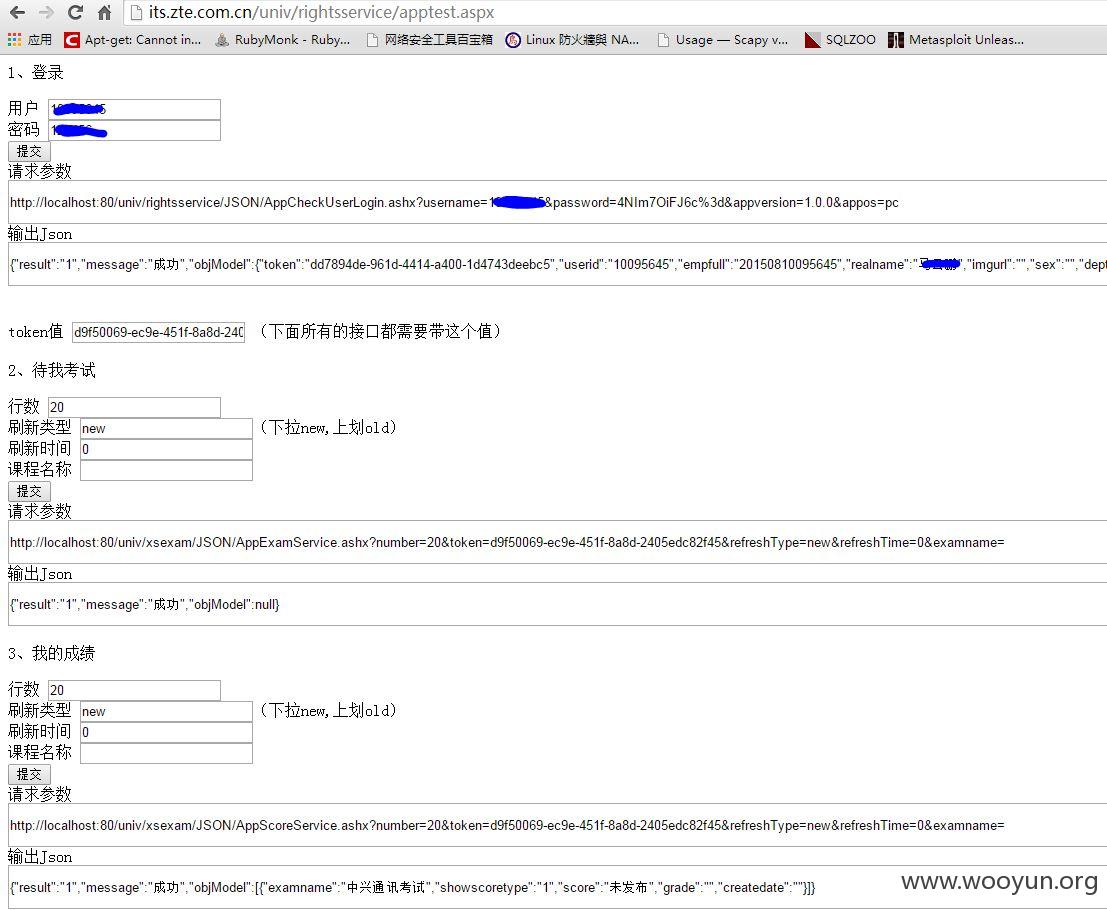 its.zte.com.cn/univ/rightsservice/apptest.aspx
应用 Apt-get: Cannot in... RubyMonk - Ruby... 网络安全工具百宝箱 Linux 防火牆與 NA... Usage — Scapy v... SQLZOO Metasploit Unleas...
1、登录
用户
密码
提交
请求参数
http://localhost:80/univ/rightsservice/JSON/AppCheckUserLogin.ashx?username=1 &password=4NIm7OiFJ6c%3d&appversion=1.0.0&appos=pc
输出Json
{"result":"1","message":"成功","objModel":{"token":"dd7894de-961d-4414-a400-1d4743deebc5","userid":"10095645","empfull":"20150810095645","realname":" ","imgurl":"","sex":"","dept
token值 d9f50069-ec9e-451f-8a8d-240 （下面所有的接口都需要带这个值）
2、待我考试
行数 20
刷新类型 new （下拉new,上划old）
刷新时间 0
课程名称
提交
请求参数
http://localhost:80/univ/xsexam/JSON/AppExamService.ashx?number=20&token=d9f50069-ec9e-451f-8a8d-2405edc82f45&refreshType=new&refreshTime=0&examname=
输出Json
{"result":"1","message":"成功","objModel":null}
3、我的成绩
行数 20
刷新类型 new （下拉new,上划old）
刷新时间 0
课程名称
提交
请求参数
http://localhost:80/univ/xsexam/JSON/AppScoreService.ashx?number=20&token=d9f50069-ec9e-451f-8a8d-2405edc82f45&refreshType=new&refreshTime=0&examname=
输出Json
{"result":"1","message":"成功","objModel":[{"examname":"中兴通讯考试","showscoretype":"1","score":"未发布","grade":"","createdate":""}]}
www.wooyun.org